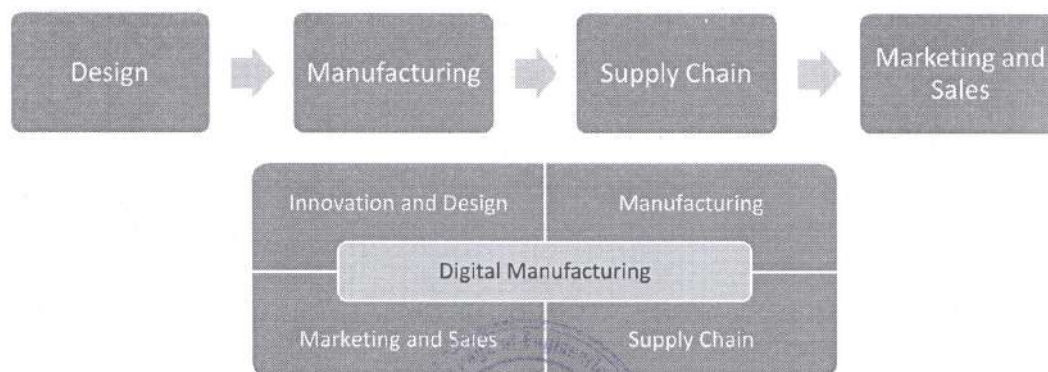 Design
Manufacturing
Supply Chain
Marketing and
Sales
Innovation and Design
Manufacturing
Digital Manufacturing
Marketing and Sales
Supply Chain